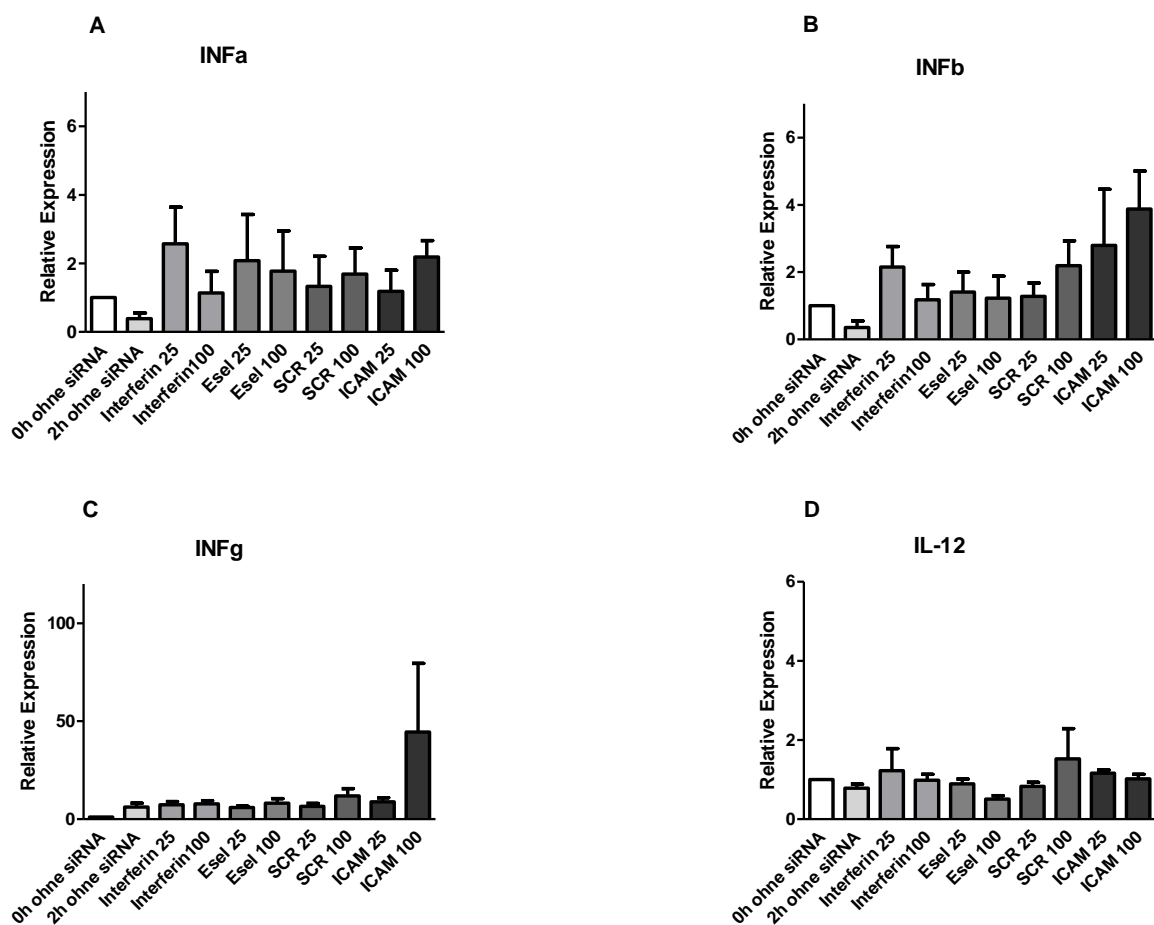 A
INFa
Relative Expression
6
4
2
0
0h ohne siRNA
2h ohne siRNA
Interferin 25
Interferin100
Esel 25
Esel 100
SCR 25
SCR 100
ICAM 25
ICAM 100
B
INFb
Relative Expression
6
4
2
0
0h ohne siRNA
2h ohne siRNA
Interferin 25
Interferin100
Esel 25
Esel 100
SCR 25
SCR 100
ICAM 25
ICAM 100
C
INFg
Relative Expression
100
50
0
0h ohne siRNA
2h ohne siRNA
Interferin 25
Interferin100
Esel 25
Esel 100
SCR 25
SCR 100
ICAM 25
ICAM 100
D
IL-12
Relative Expression
6
4
2
0
0h ohne siRNA
2h ohne siRNA
Interferin 25
Interferin100
Esel 25
Esel 100
SCR 25
SCR 100
ICAM 25
ICAM 100